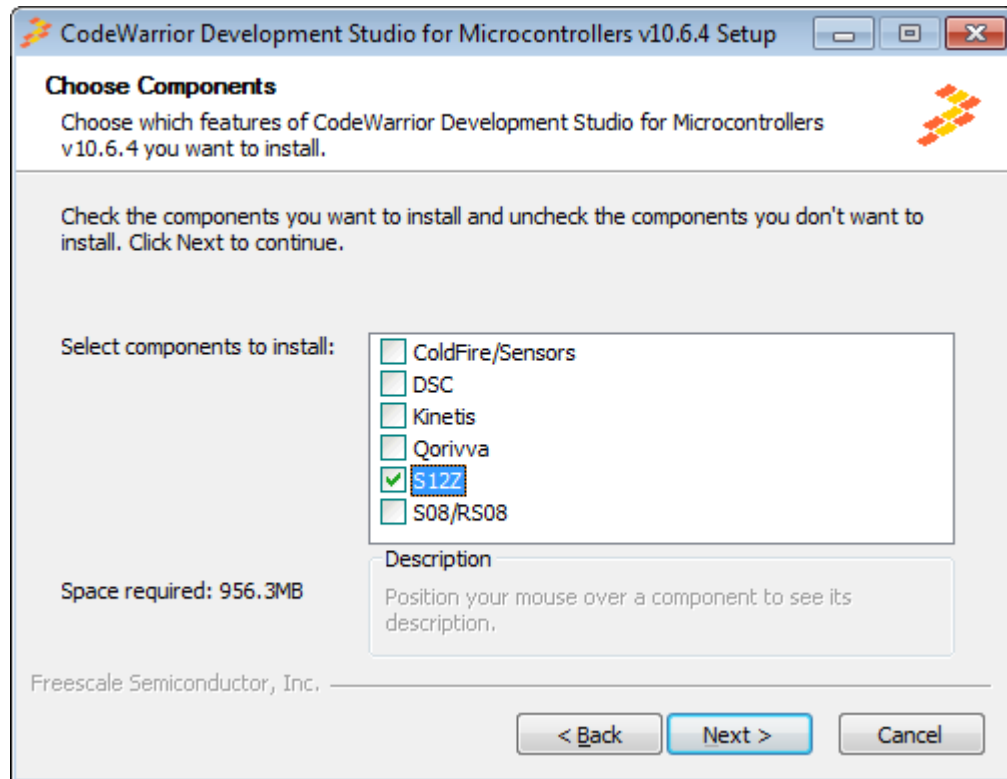 CodeWarrior Development Studio for Microcontrollers v10.6.4 Setup
Choose Components
Choose which features of CodeWarrior Development Studio for Microcontrollers
v10.6.4 you want to install.
Check the components you want to install and uncheck the components you don't want to
install. Click Next to continue.
Select components to install:
ColdFire/Sensors
DSC
Kinetis
Qorivva
S12Z
S08/RS08
Space required: 956.3MB
Description
Position your mouse over a component to see its
description.
Freescale Semiconductor, Inc.
< Back
Next >
Cancel